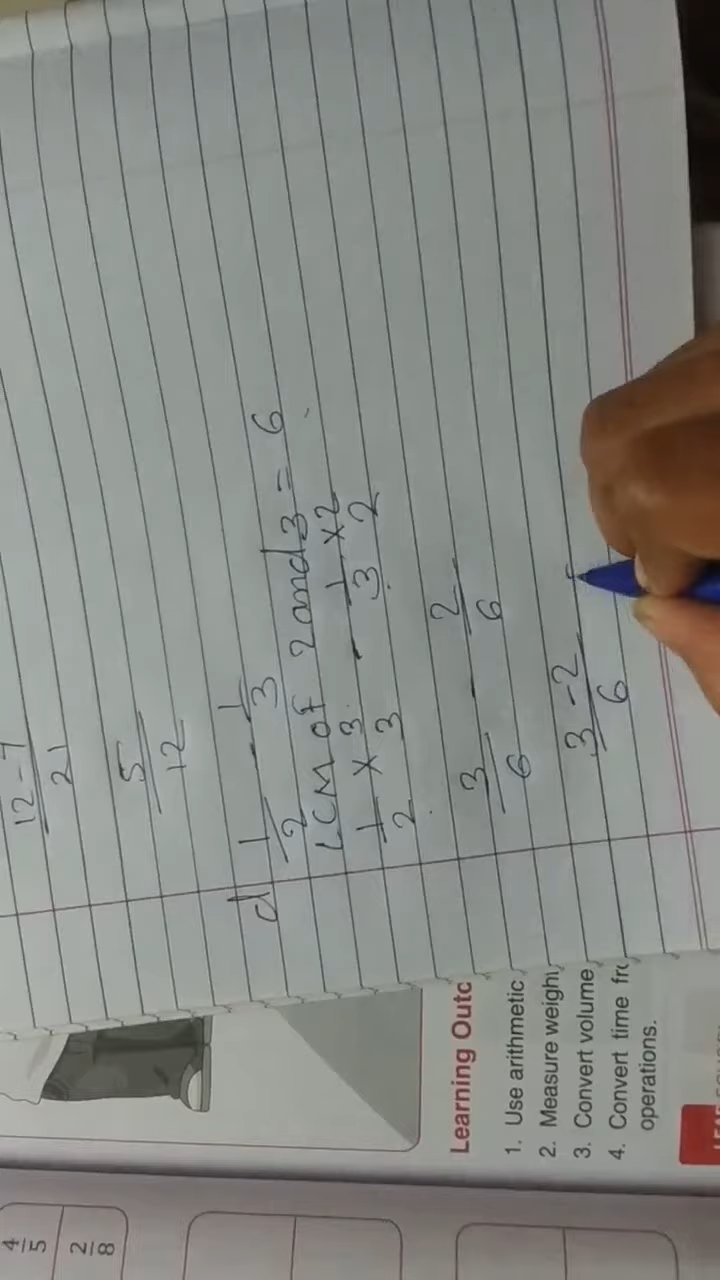 12-7
21
5
12
d 1/2 - 1/3
LCM of 2 and 3 = 6
1/2 × 3/3 - 1/3 × 2/2
3/6 - 2/6
3-2
6
Learning Outc
1. Use arithmetic
2. Measure weigh
3. Convert volume
4. Convert time fr
operations.
4/5
2/8